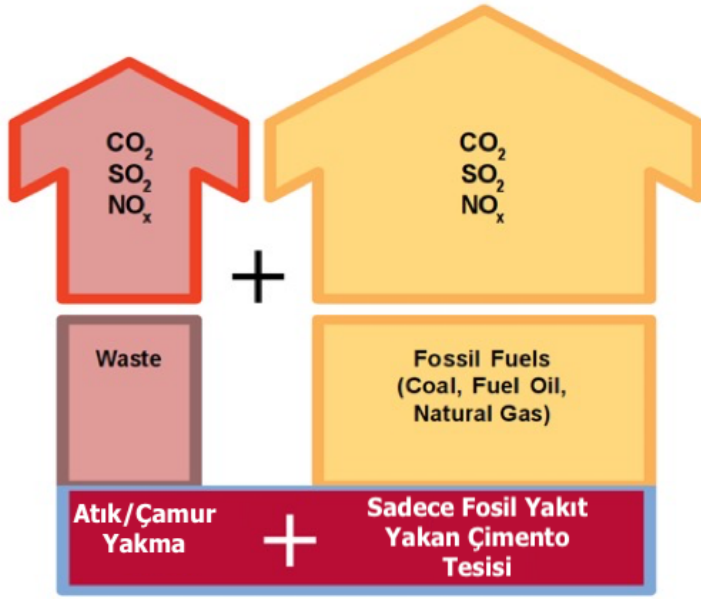 CO₂
SO₂
NOₓ
CO₂
SO₂
NOₓ
+
Waste
Fossil Fuels
(Coal, Fuel Oil,
Natural Gas)
Atık/Çamur
Yakma
+
Sadece Fosil Yakıt
Yakan Çimento
Tesisi